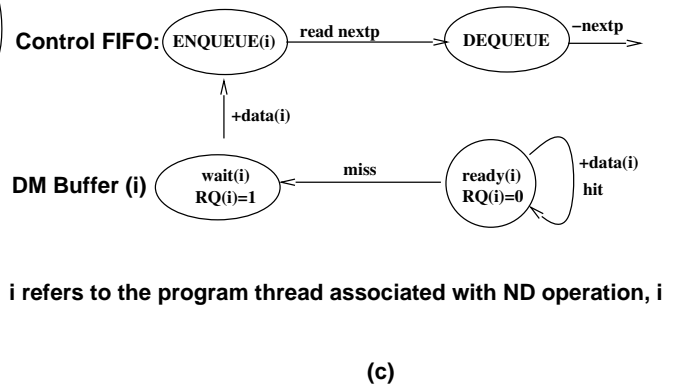 Control FIFO: ENQUEUE(i) read nextp DEQUEUE −nextp
+data(i)
DM Buffer (i) wait(i) RQ(i)=1 miss ready(i) RQ(i)=0 +data(i) hit
i refers to the program thread associated with ND operation, i
(c)